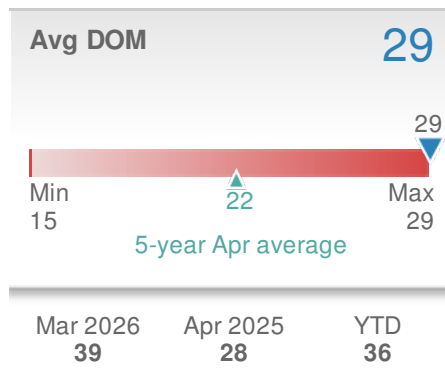 Avg DOM 29
29
Min Max
15 22 29
5-year Apr average
Mar 2026 Apr 2025 YTD
39 28 36